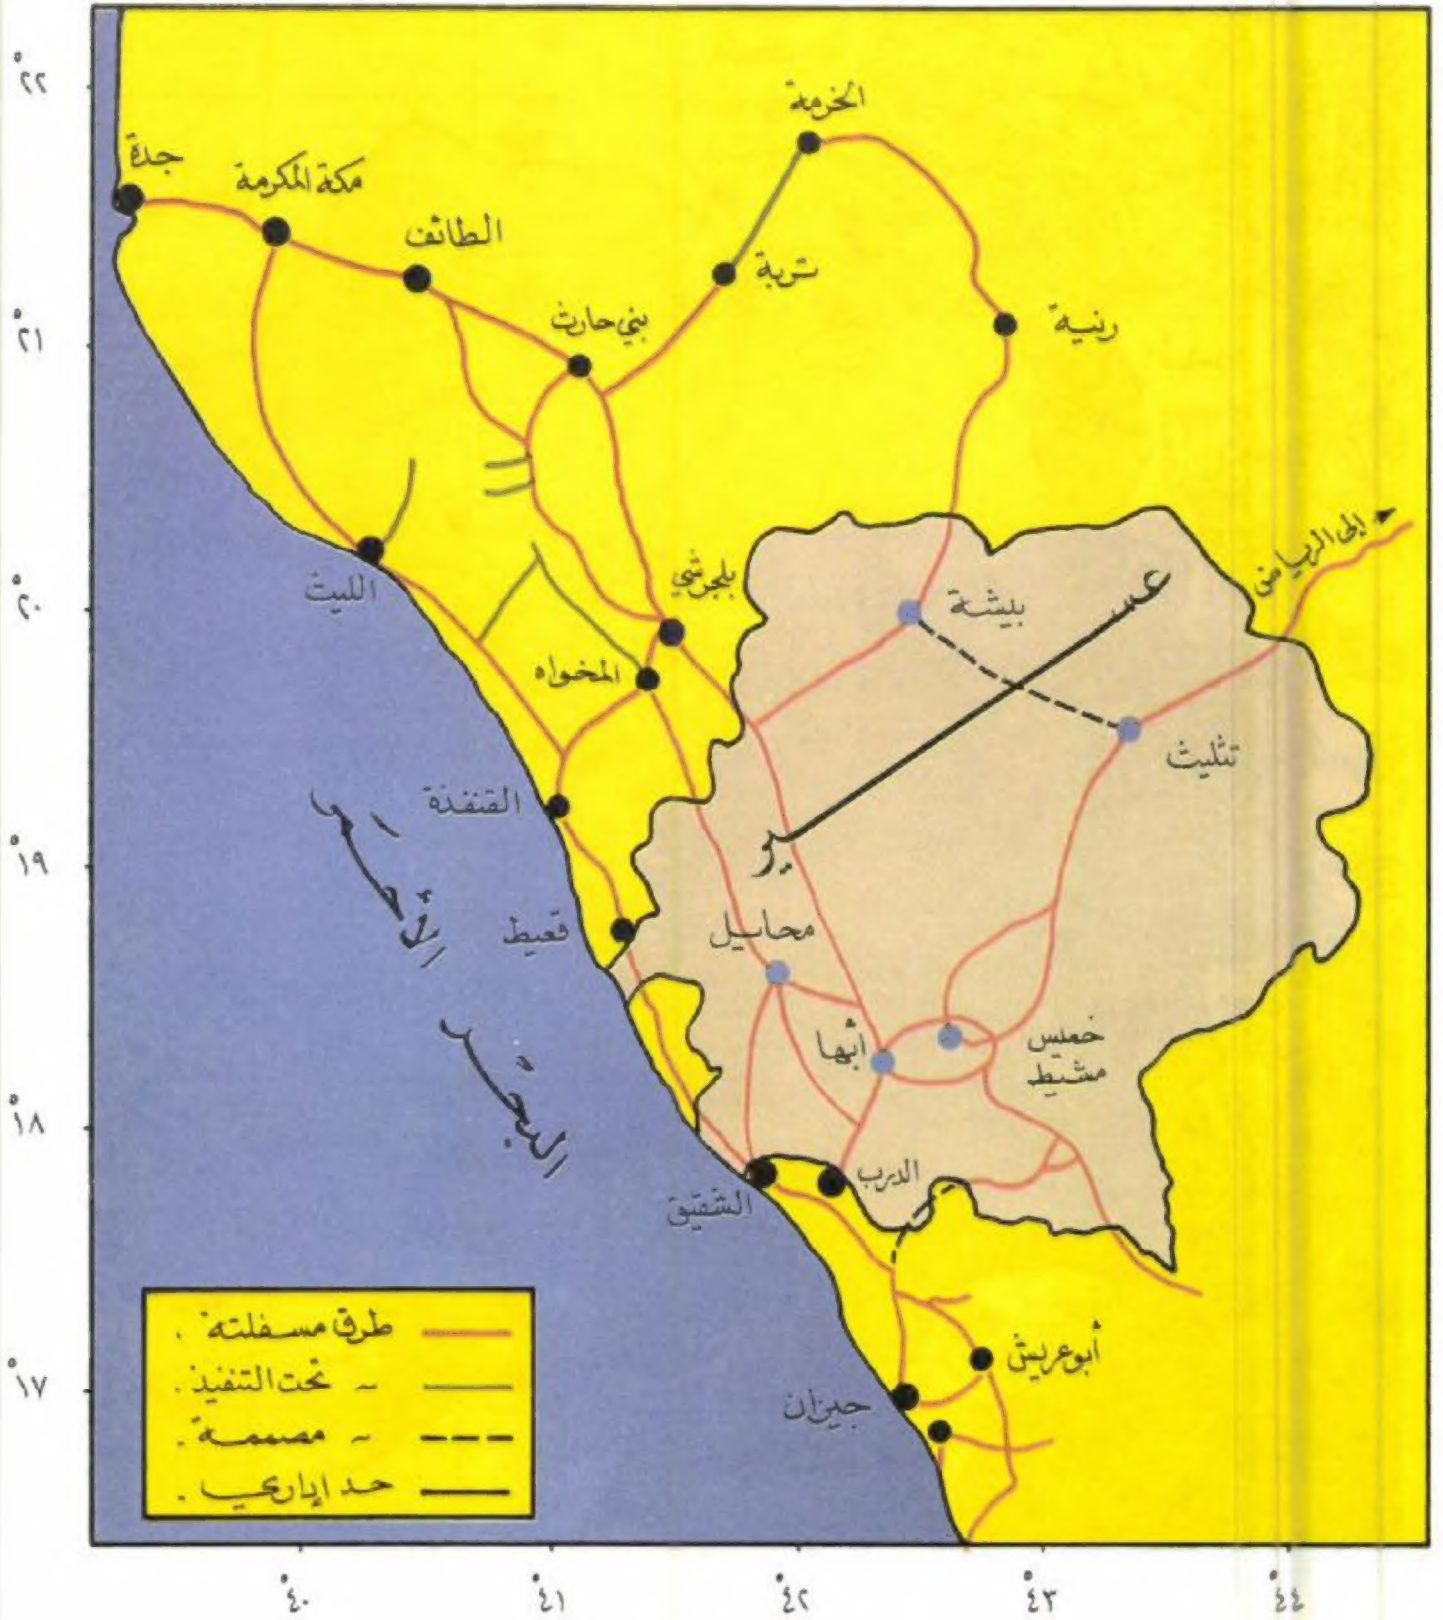 °٢٢
°٢١
°٢٠
°١٩
°١٨
°١٧
°٤٠
°٤١
°٤٢
°٤٣
°٤٤
الخرمة
جدة
مكة المكرمة
الطائف
تربة
بني حارث
رنية
إلى الرياض
بلجرشي
الليث
بيشة
عسير
المخواه
تثليث
القنفذة
محايل
قعيط
البحر الأحمر
أبها
خميس
مشيط
الدرب
الشقيق
أبو عريش
جيزان
طرق مسفلتة .
〃 تحت التنفيذ .
〃 مصممة .
حد إداري .